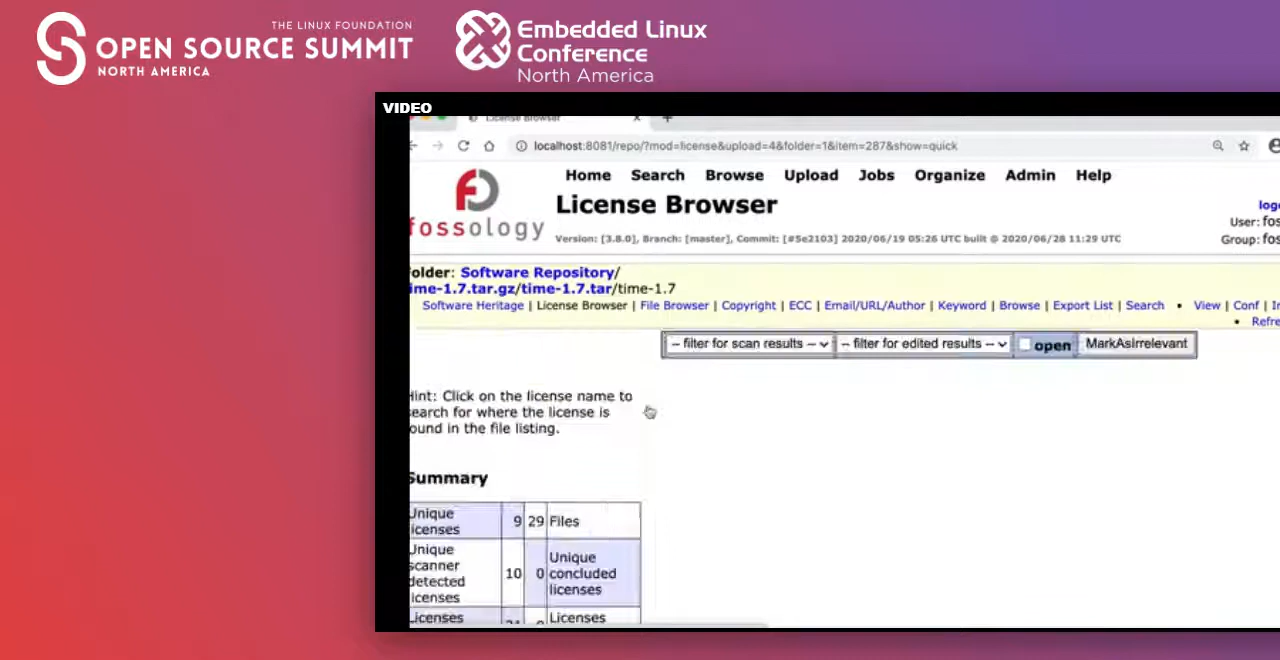 THE LINUX FOUNDATION
OPEN SOURCE SUMMIT
NORTH AMERICA
Embedded Linux
Conference
North America
VIDEO
License Browser
localhost:8081/repo/?mod=license&upload=4&folder=1&item=287&show=quick
Home Search Browse Upload Jobs Organize Admin Help
License Browser
fossology
Version: [3.8.0], Branch: [master], Commit: [#5e2103] 2020/06/19 05:26 UTC built @ 2020/06/28 11:29 UTC
User: fos
Group: fos
older: Software Repository/
ime-1.7.tar.gz/time-1.7.tar/time-1.7
Software Heritage | License Browser | File Browser | Copyright | ECC | Email/URL/Author | Keyword | Browse | Export List | Search • View | Conf |
• Refre
-- filter for scan results -- -- filter for edited results -- open MarkAsIrrelevant
Hint: Click on the license name to
search for where the license is
found in the file listing.
Summary
Unique licenses 9 29 Files
Unique scanner detected licenses 10 0 Unique concluded licenses
Licenses Licenses